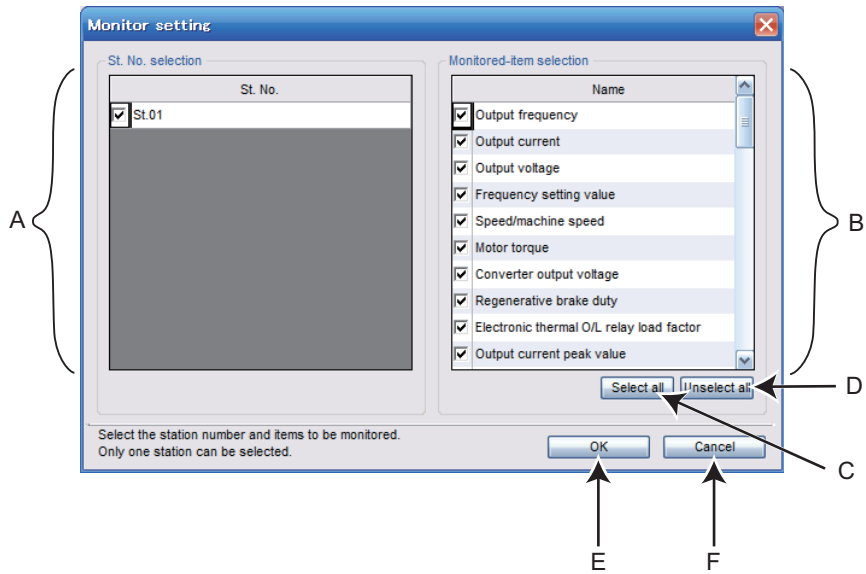 Monitor setting
St. No. selection
St. No.
St.01
Monitored-item selection
Name
Output frequency
Output current
Output voltage
Frequency setting value
Speed/machine speed
Motor torque
Converter output voltage
Regenerative brake duty
Electronic thermal O/L relay load factor
Output current peak value
Select all
Unselect all
Select the station number and items to be monitored.
Only one station can be selected.
OK
Cancel
A
B
D
C
E
F